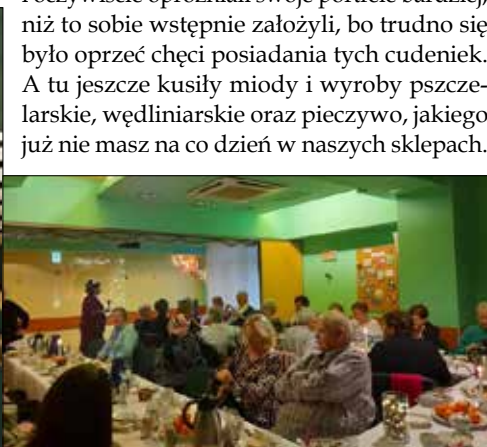 opróżniali swoje portfele bardziej,
niż to sobie wstępnie założyli, bo trudno się
było oprzeć chęci posiadania tych cudeniek.
A tu jeszcze kusiły miody i wyroby pszcze-
larskie, wędliniarskie oraz pieczywo, jakiego
już nie masz na co dzień w naszych sklepach.